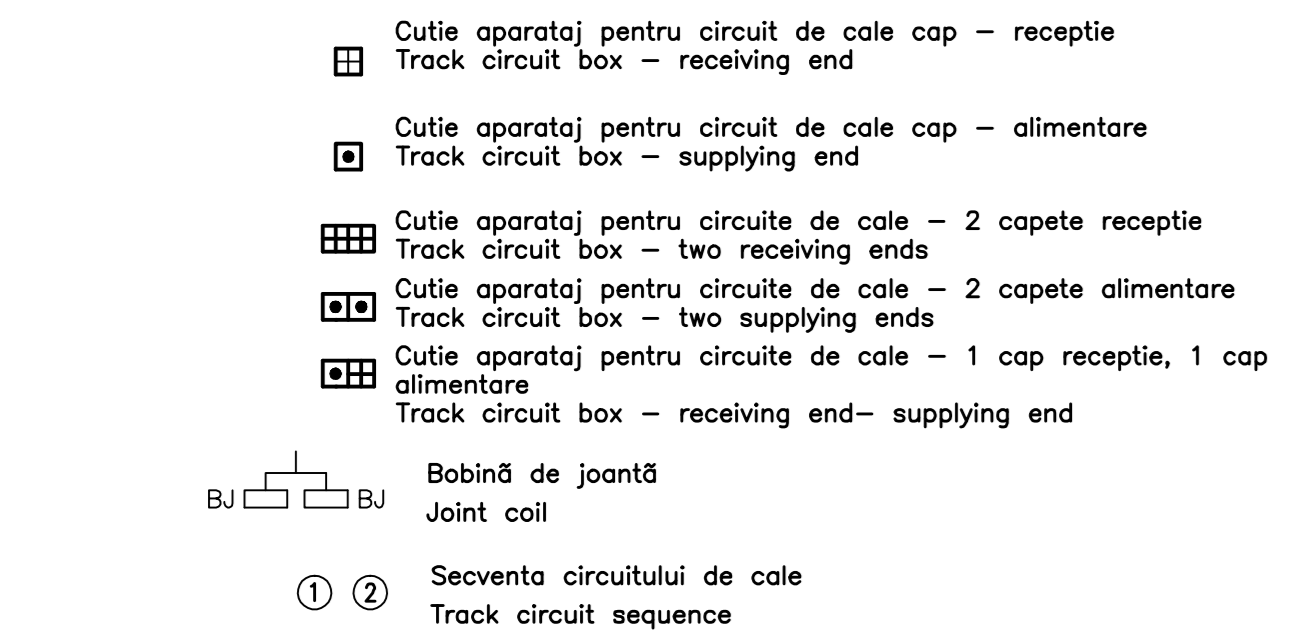 Cutie aparataj pentru circuit de cale cap – receptie
Track circuit box – receiving end
Cutie aparataj pentru circuit de cale cap – alimentare
Track circuit box – supplying end
Cutie aparataj pentru circuite de cale – 2 capete receptie
Track circuit box – two receiving ends
Cutie aparataj pentru circuite de cale – 2 capete alimentare
Track circuit box – two supplying ends
Cutie aparataj pentru circuite de cale – 1 cap receptie, 1 cap
alimentare
Track circuit box – receiving end– supplying end
BJ BJ
Bobinã de joantã
Joint coil
1 2
Secventa circuitului de cale
Track circuit sequence